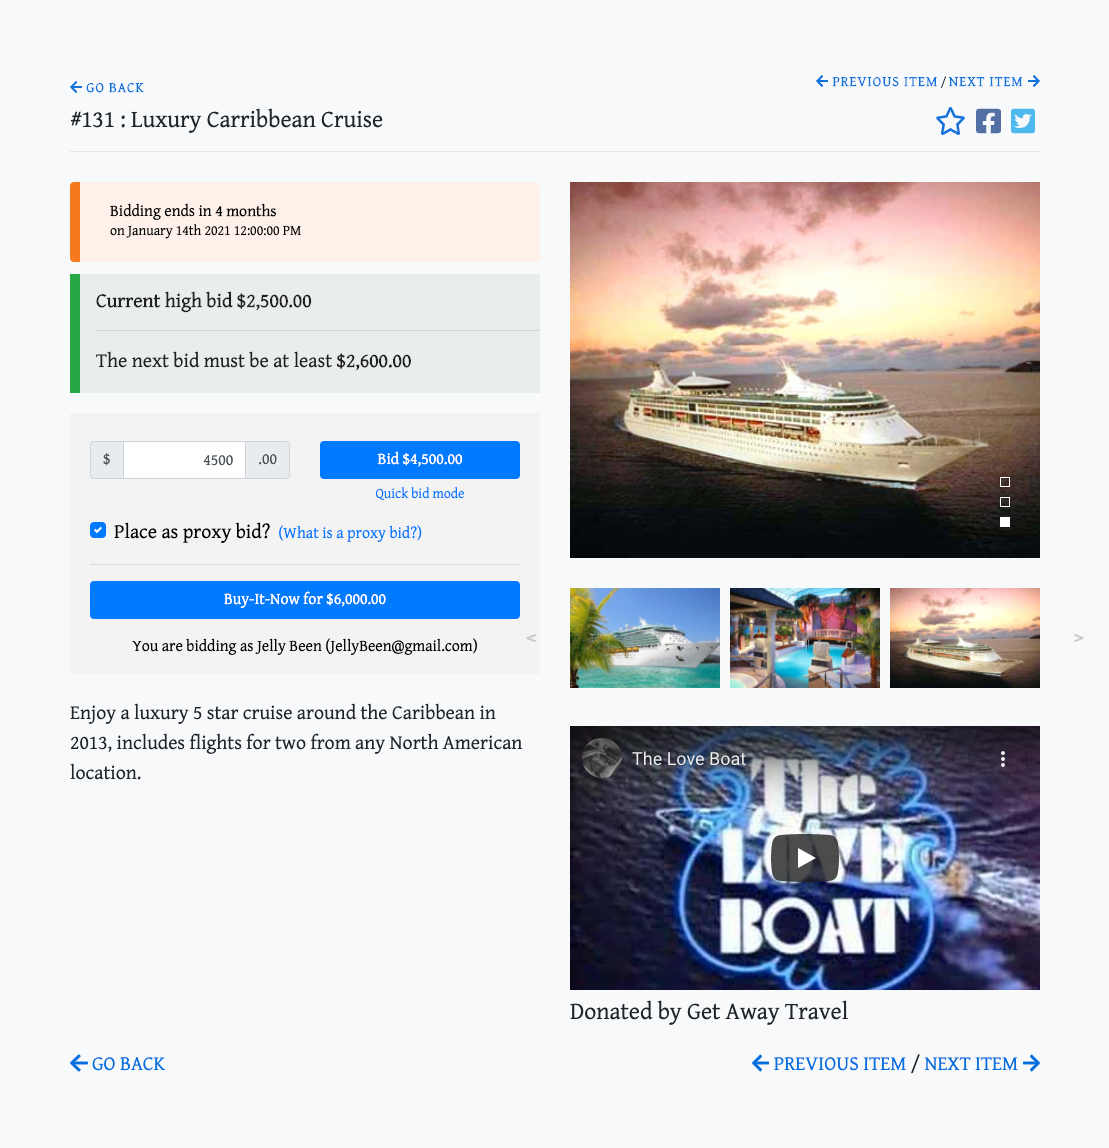 GO BACK
PREVIOUS ITEM / NEXT ITEM
#131 : Luxury Carribbean Cruise
Bidding ends in 4 months
on January 14th 2021 12:00:00 PM
Current high bid $2,500.00
The next bid must be at least $2,600.00
$ 4500 .00
Bid $4,500.00
Quick bid mode
Place as proxy bid? (What is a proxy bid?)
Buy-It-Now for $6,000.00
You are bidding as Jelly Been (JellyBeen@gmail.com)
Enjoy a luxury 5 star cruise around the Caribbean in
2013, includes flights for two from any North American
location.
<
>
The Love Boat
The
LOVE
BOAT
Donated by Get Away Travel
GO BACK
PREVIOUS ITEM / NEXT ITEM